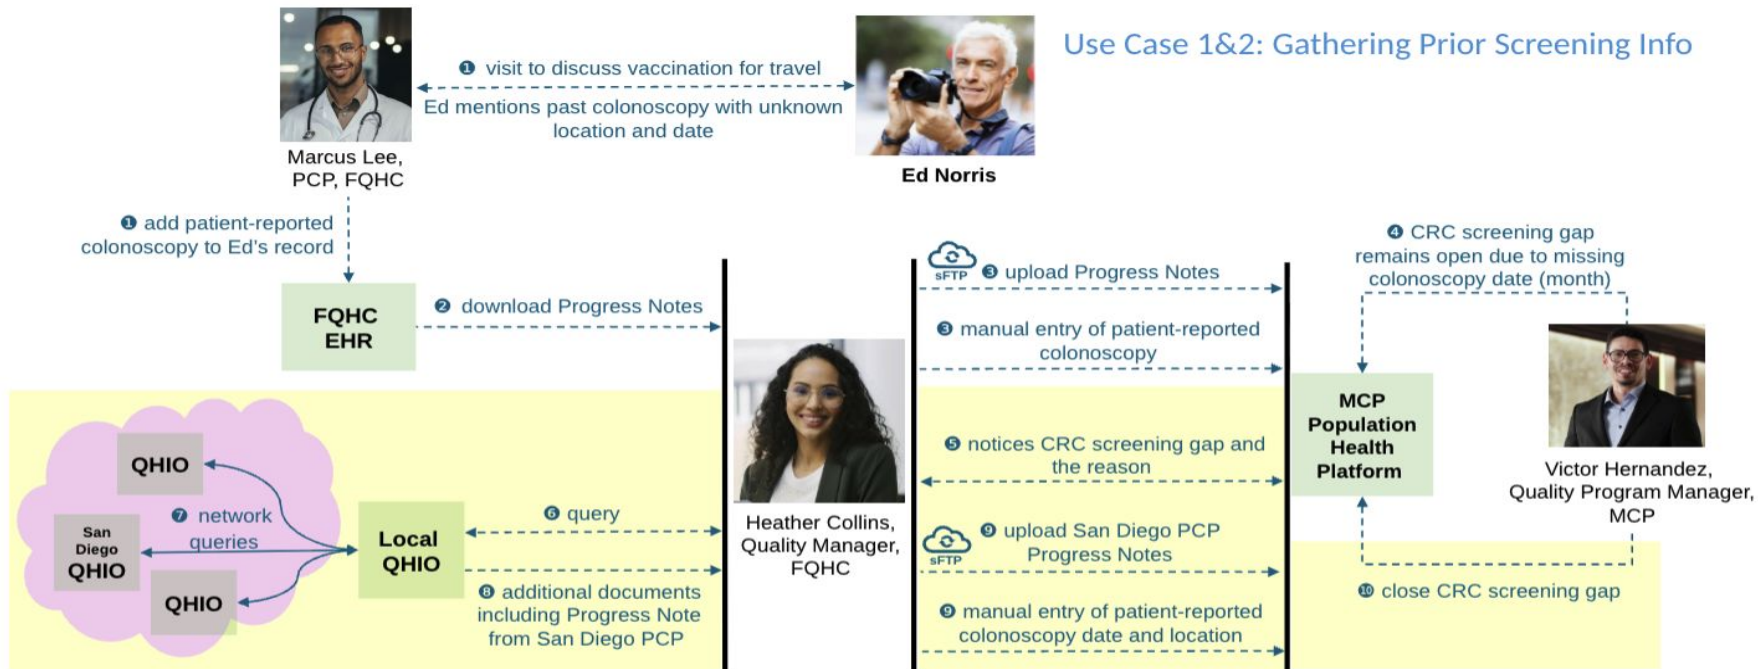 Use Case 1&2: Gathering Prior Screening Info
❶ visit to discuss vaccination for travel
Ed mentions past colonoscopy with unknown
location and date
Marcus Lee,
PCP, FQHC
Ed Norris
❶ add patient-reported
colonoscopy to Ed's record
FQHC
EHR
❷ download Progress Notes
sFTP
❸ upload Progress Notes
❸ manual entry of patient-reported
colonoscopy
❹ CRC screening gap
remains open due to missing
colonoscopy date (month)
MCP
Population
Health
Platform
Victor Hernandez,
Quality Program Manager,
MCP
Heather Collins,
Quality Manager,
FQHC
❺ notices CRC screening gap and
the reason
❻ query
Local
QHIO
❼ network
queries
QHIO
San
Diego
QHIO
QHIO
❽ additional documents
including Progress Note
from San Diego PCP
sFTP
❾ upload San Diego PCP
Progress Notes
❾ manual entry of patient-reported
colonoscopy date and location
❿ close CRC screening gap